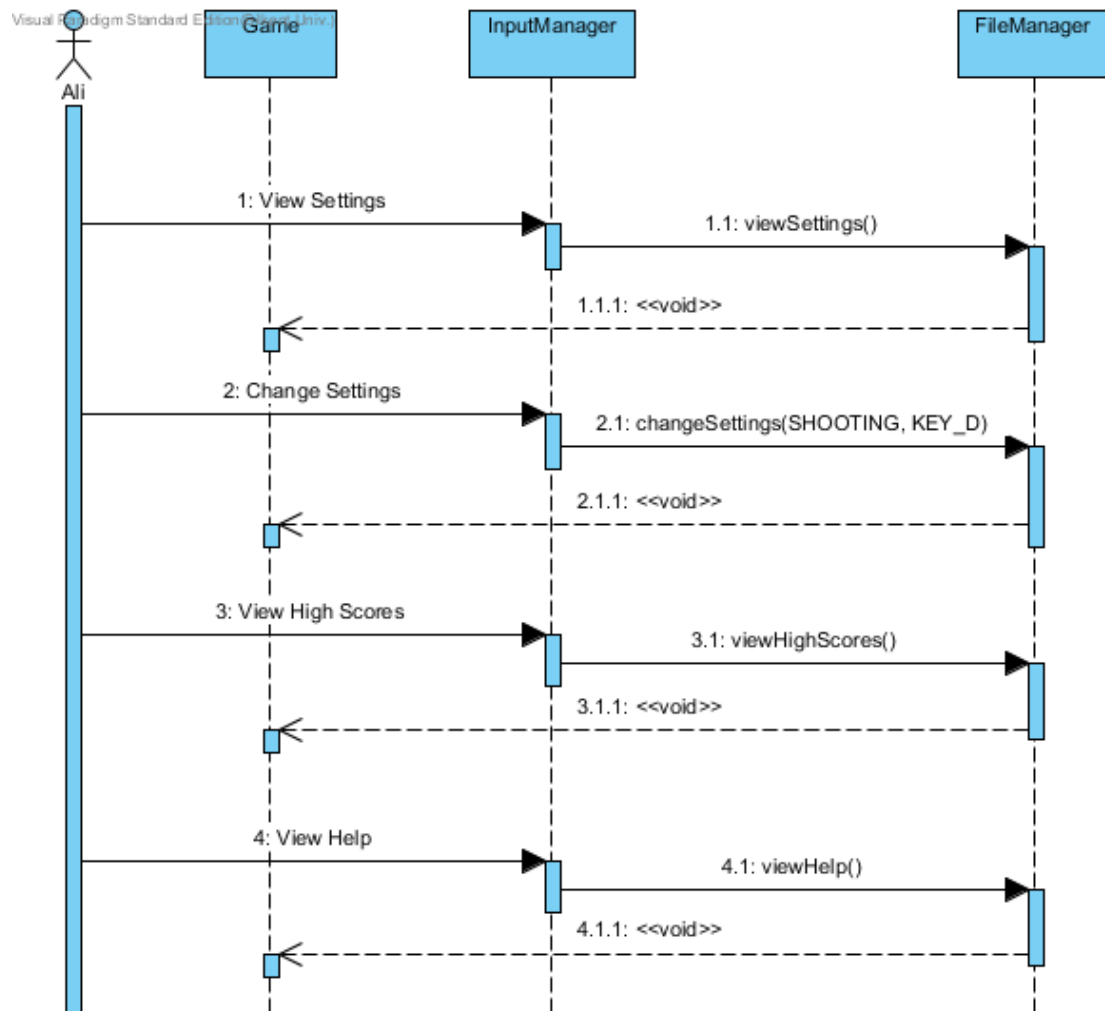 Visual Paradigm Standard Edition
Game
InputManager
FileManager
Ali
1: View Settings
1.1: viewSettings()
1.1.1: <<void>>
2: Change Settings
2.1: changeSettings(SHOOTING, KEY_D)
2.1.1: <<void>>
3: View High Scores
3.1: viewHighScores()
3.1.1: <<void>>
4: View Help
4.1: viewHelp()
4.1.1: <<void>>